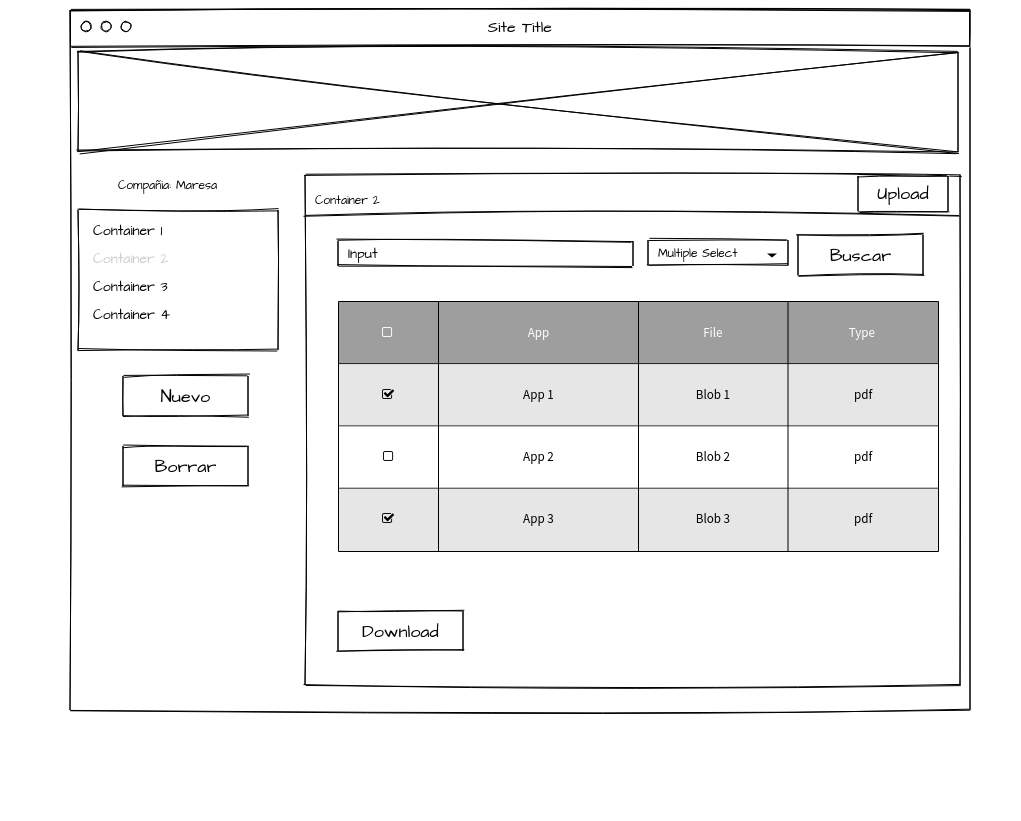 Site Title
Compañia: Maresa
Container 1
Container 2
Container 3
Container 4
Nuevo
Borrar
Container 2
Upload
Input
Multiple Select
Buscar
App File Type
App 1 Blob 1 pdf
App 2 Blob 2 pdf
App 3 Blob 3 pdf
Download